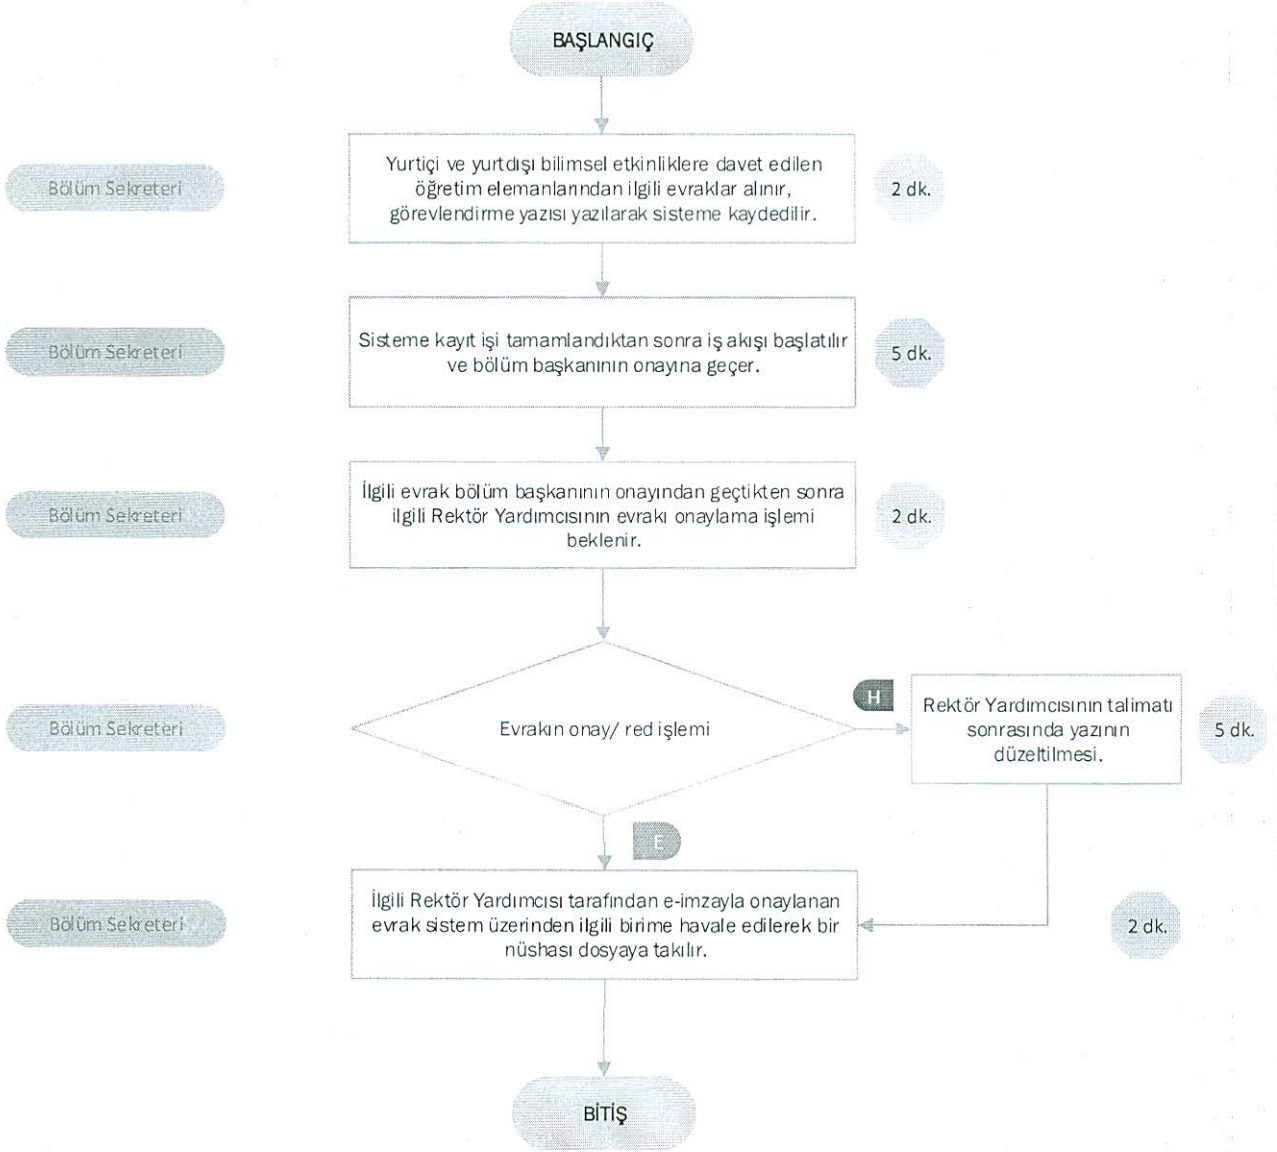 BAŞLANGIÇ
Bölüm Sekreteri
Yurtiçi ve yurtdışı bilimsel etkinliklere davet edilen
öğretim elemanlarından ilgili evraklar alınır,
görevlendirme yazısı yazılarak sisteme kaydedilir.
2 dk.
Bölüm Sekreteri
Sisteme kayıt işi tamamlandıktan sonra iş akışı başlatılır
ve bölüm başkanının onayına geçer.
5 dk.
Bölüm Sekreteri
İlgili evrak bölüm başkanının onayından geçtikten sonra
ilgili Rektör Yardımcısının evrakı onaylama işlemi
beklenir.
2 dk.
Bölüm Sekreteri
Evrakın onay/ red işlemi
H
Rektör Yardımcısının talimatı
sonrasında yazının
düzeltilmesi.
5 dk.
E
Bölüm Sekreteri
İlgili Rektör Yardımcısı tarafından e-imzayla onaylanan
evrak sistem üzerinden ilgili birime havale edilerek bir
nüshası dosyaya takılır.
2 dk.
BİTİŞ